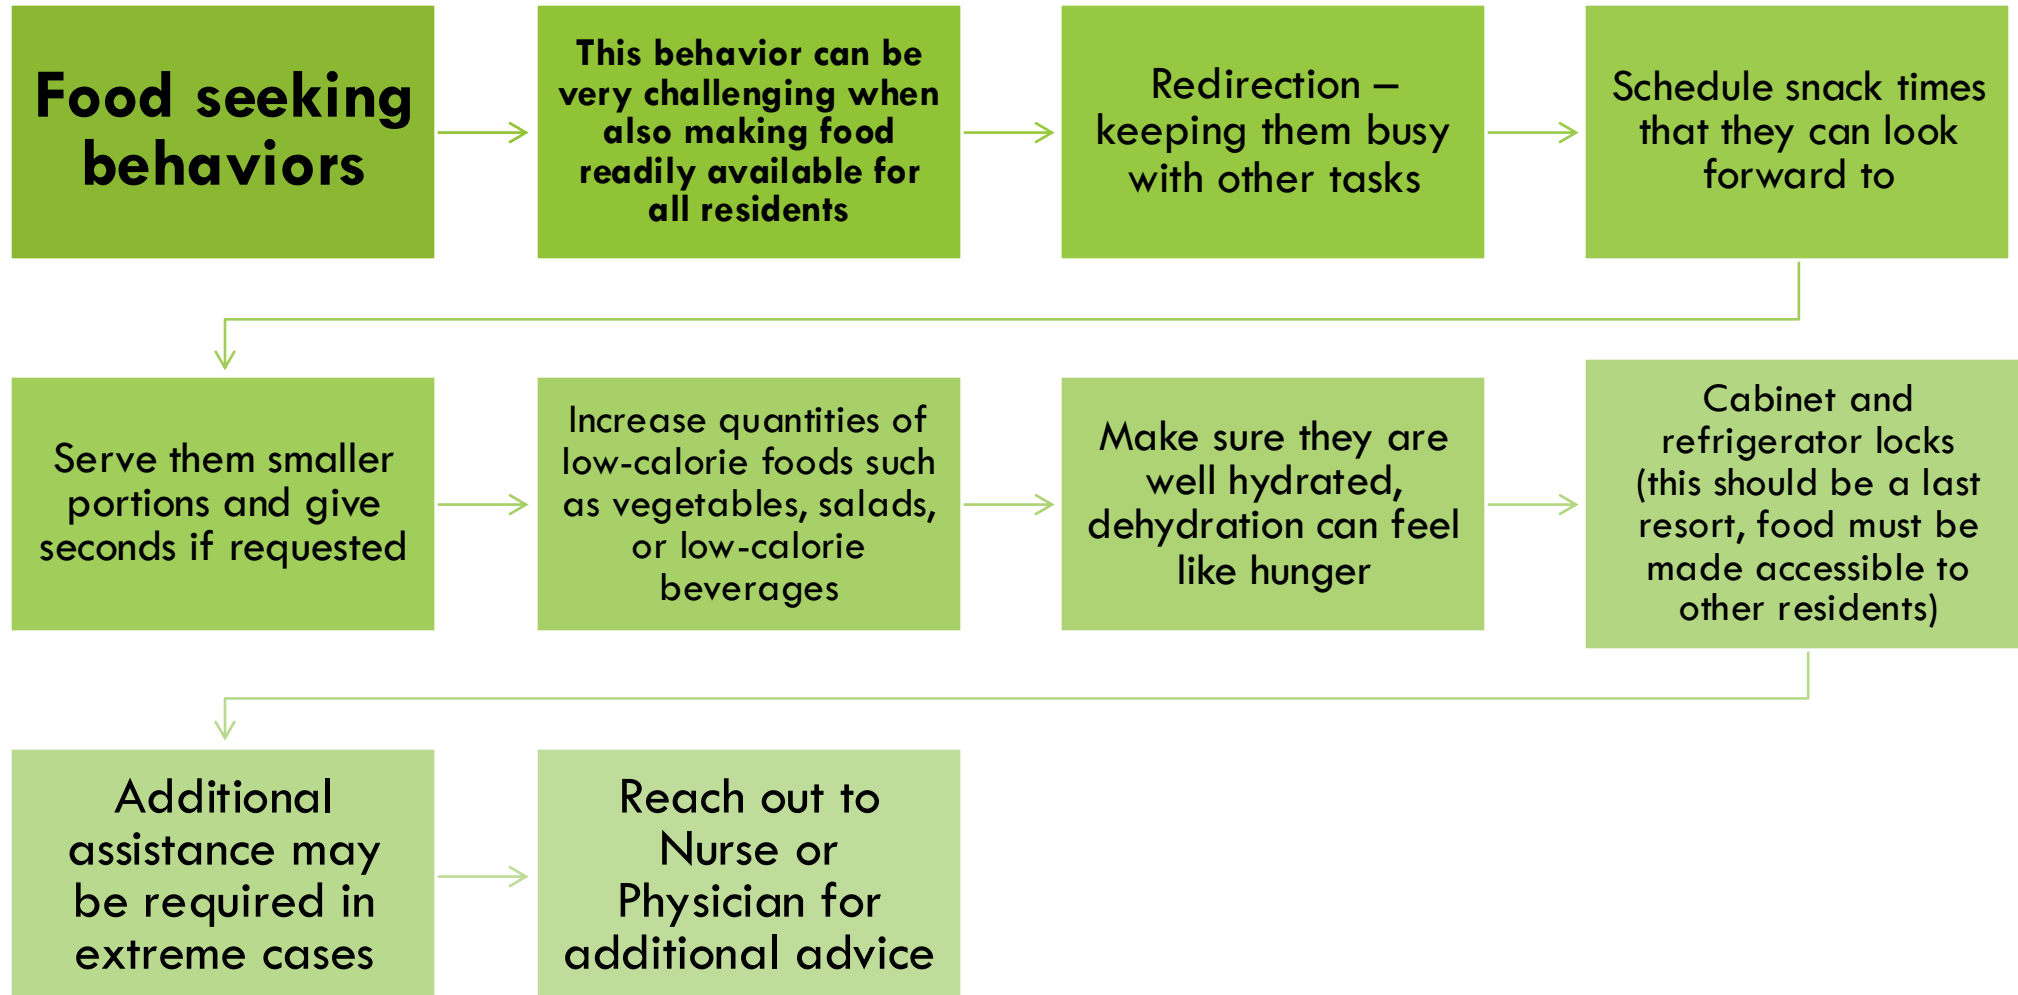 Food seeking
behaviors
This behavior can be
very challenging when
also making food
readily available for
all residents
Redirection –
keeping them busy
with other tasks
Schedule snack times
that they can look
forward to
Serve them smaller
portions and give
seconds if requested
Increase quantities of
low-calorie foods such
as vegetables, salads,
or low-calorie
beverages
Make sure they are
well hydrated,
dehydration can feel
like hunger
Cabinet and
refrigerator locks
(this should be a last
resort, food must be
made accessible to
other residents)
Additional
assistance may
be required in
extreme cases
Reach out to
Nurse or
Physician for
additional advice